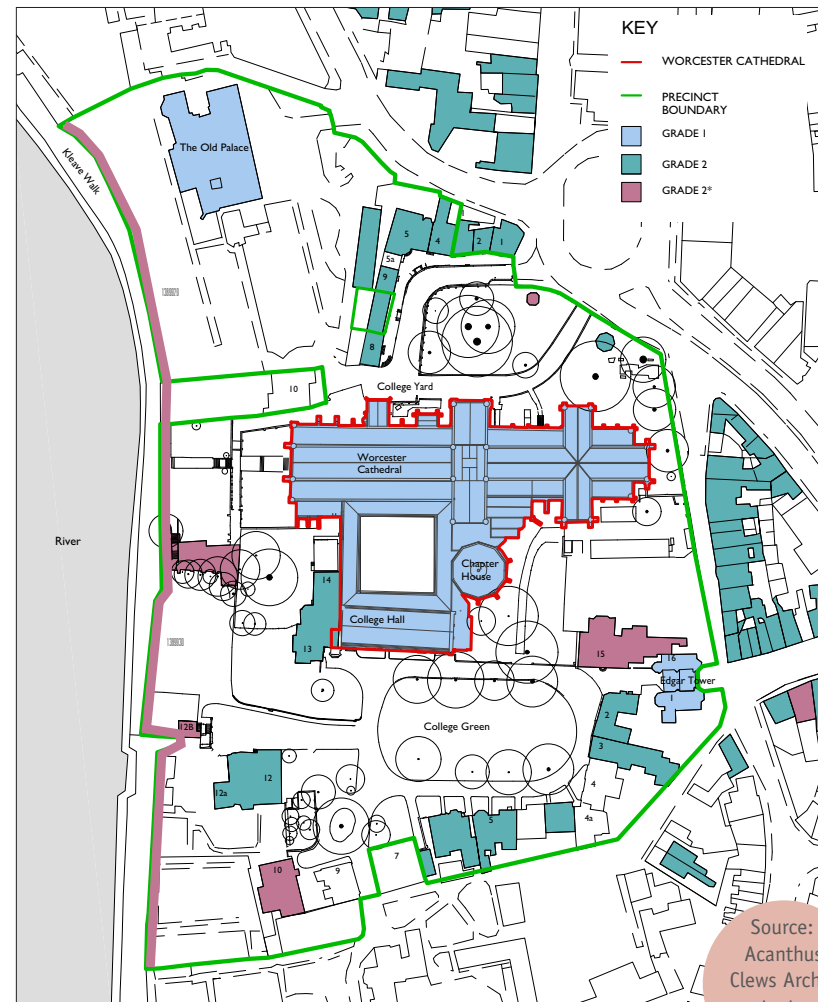 KEY
WORCESTER CATHEDRAL
PRECINCT
BOUNDARY
GRADE 1
GRADE 2
GRADE 2*
The Old Palace
Kleave Walk
5
4
2
1
5a
9
8
10
College Yard
Worcester
Cathedral
River
Chapter
House
14
College Hall
13
15
16
Edgar Tower
1
2
College Green
3
12B
12
12a
4
4a
5
7
10
9
Source:
Acanthus
Clews Arch